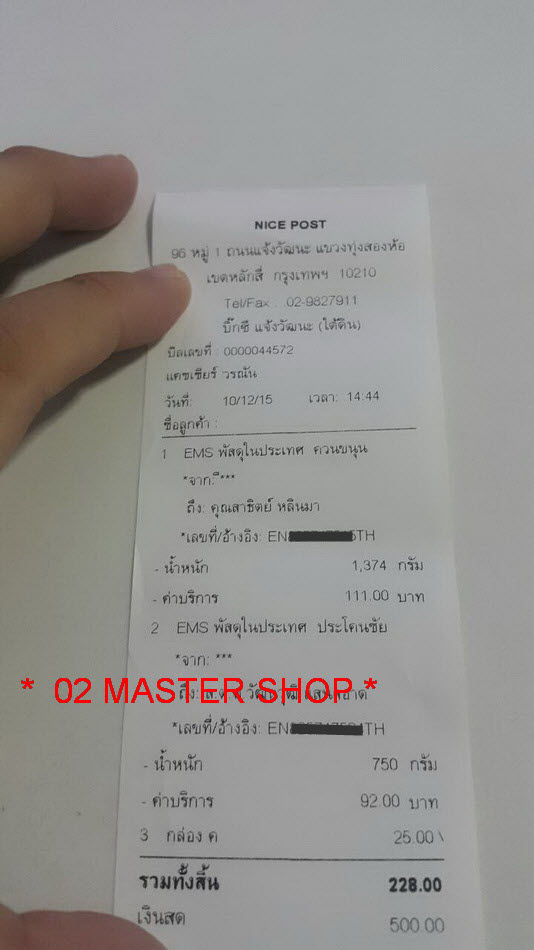 NICE POST
96 หมู่ 1 ถนนแจ้งวัฒนะ แขวงทุ่งสองห้อ
เขตหลักสี่ กรุงเทพฯ 10210
Tel/Fax : 02-9827911
บิ๊กซี แจ้งวัฒนะ (ใต้ดิน)
บิลเลขที่ : 0000044572
แคชเชียร์ วรณัน
วันที่: 10/12/15 เวลา: 14:44
ชื่อลูกค้า :
1 EMS พัสดุในประเทศ ควนขนุน
*จาก: ***
ถึง: คุณสาธิตย์ หลินมา
*เลขที่/อ้างอิง: EN TH
- น้ำหนัก 1,374 กรัม
- ค่าบริการ 111.00 บาท
2 EMS พัสดุในประเทศ ประโคนชัย
*จาก: ***
* 02 MASTER SHOP *
ถึง:
*เลขที่/อ้างอิง: EN TH
- น้ำหนัก 750 กรัม
- ค่าบริการ 92.00 บาท
3 กล่อง ค 25.00 \
รวมทั้งสิ้น 228.00
เงินสด 500.00